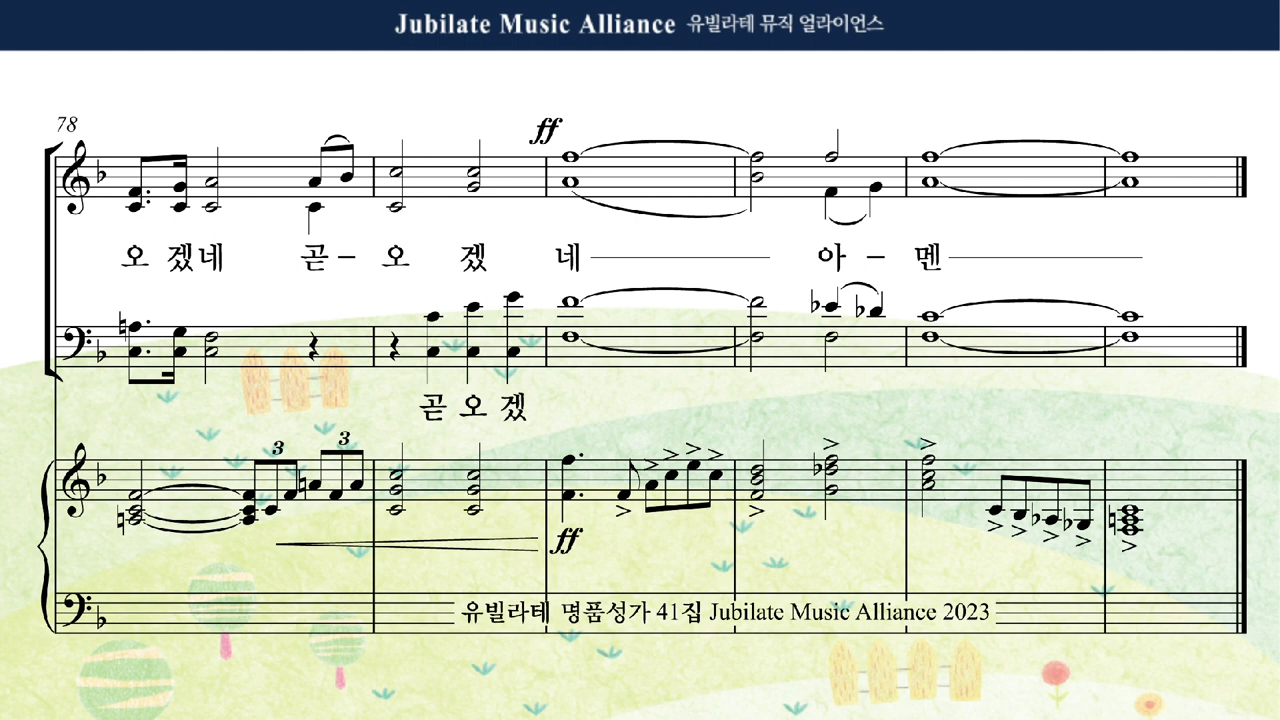 Jubilate Music Alliance 유빌라테 뮤직 얼라이언스
78
ff
오 겠네 곧 – 오 겠 네 아 – 멘
곧 오 겠
3 3
ff
유빌라테 명품성가 41집 Jubilate Music Alliance 2023